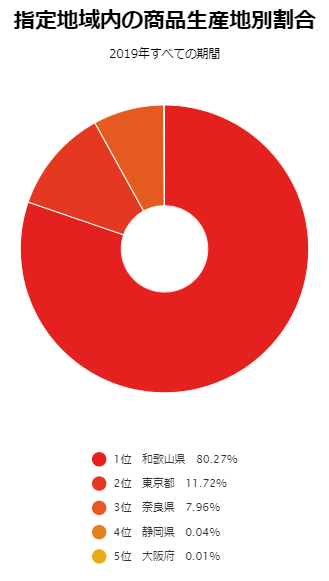 指定地域内の商品生産地別割合
2019年すべての期間
1位 和歌山県 80.27%
2位 東京都 11.72%
3位 奈良県 7.96%
4位 静岡県 0.04%
5位 大阪府 0.01%